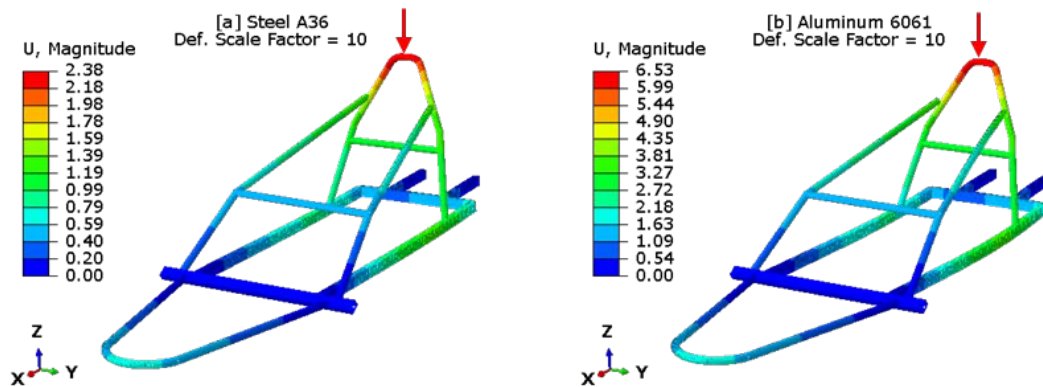 [a] Steel A36
Def. Scale Factor = 10
U, Magnitude
2.38
2.18
1.98
1.78
1.59
1.39
1.19
0.99
0.79
0.59
0.40
0.20
0.00
Z
X
Y
[b] Aluminum 6061
Def. Scale Factor = 10
U, Magnitude
6.53
5.99
5.44
4.90
4.35
3.81
3.27
2.72
2.18
1.63
1.09
0.54
0.00
Z
X
Y